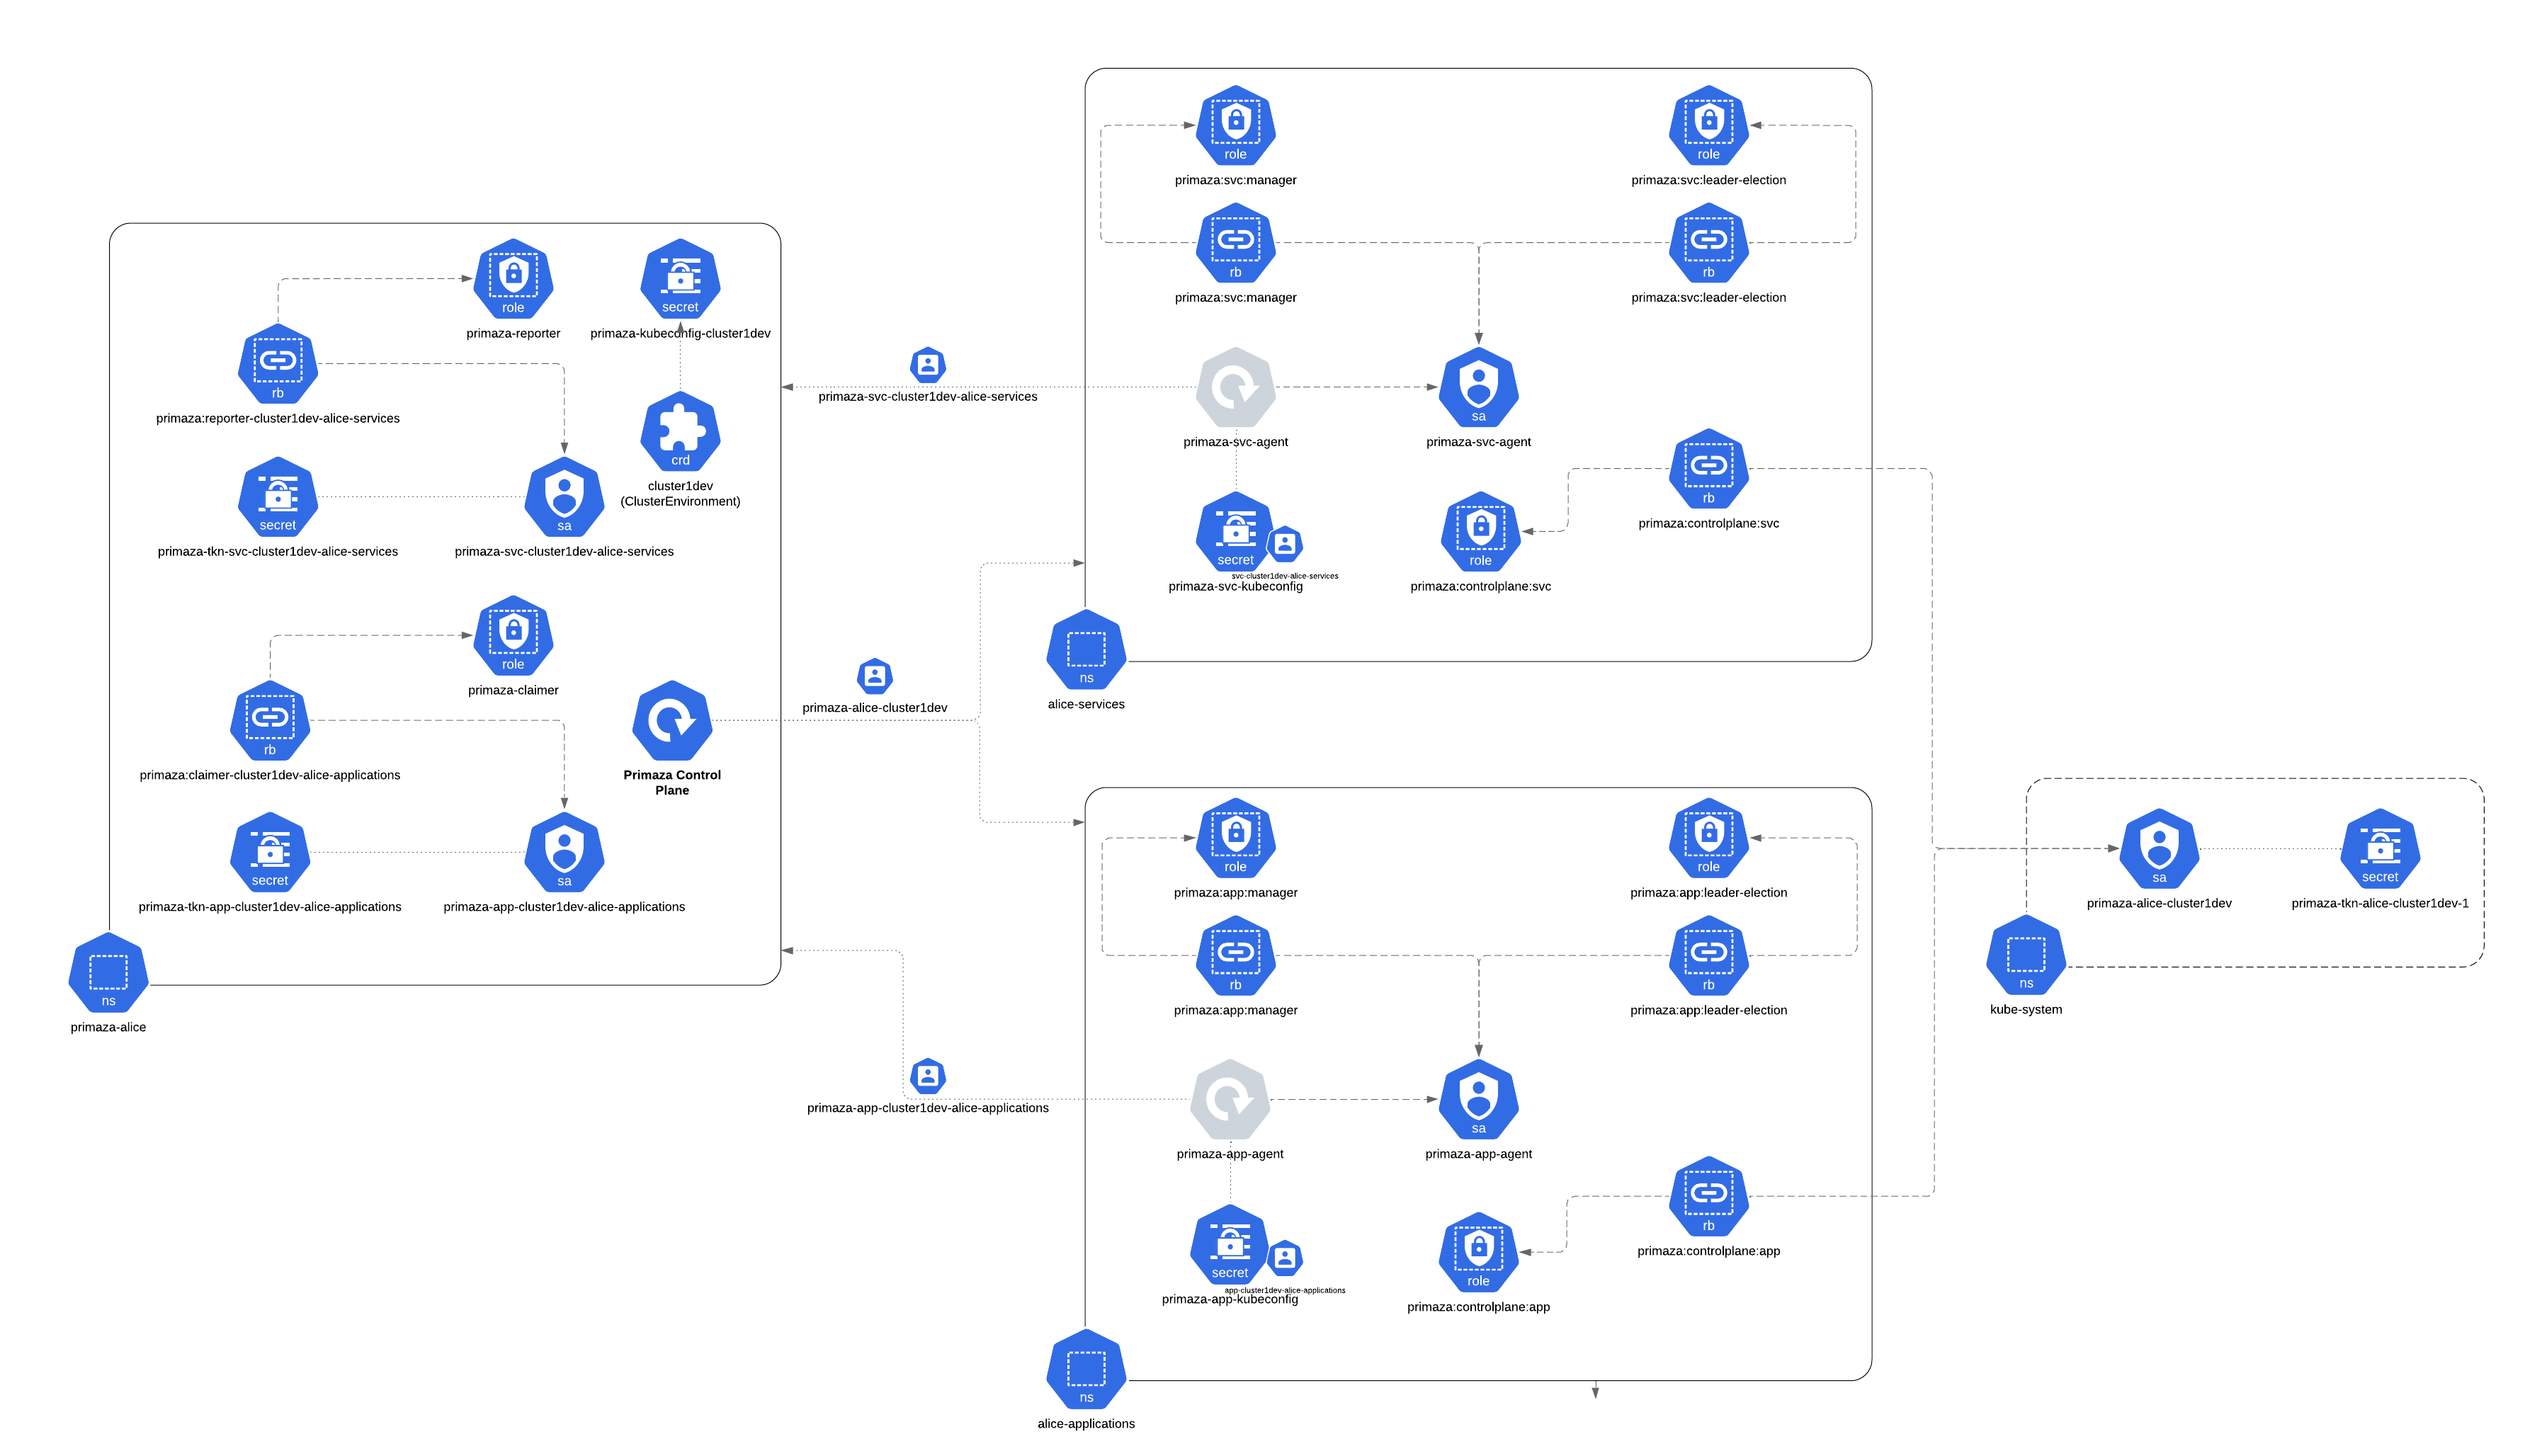 role
primaza-reporter
secret
primaza-kubeconfig-cluster1dev
rb
primaza:reporter-cluster1dev-alice-services
crd
cluster1dev
(ClusterEnvironment)
secret
primaza-tkn-svc-cluster1dev-alice-services
sa
primaza-svc-cluster1dev-alice-services
role
primaza-claimer
rb
primaza:claimer-cluster1dev-alice-applications
Primaza Control
Plane
secret
primaza-tkn-app-cluster1dev-alice-applications
sa
primaza-app-cluster1dev-alice-applications
ns
primaza-alice
primaza-svc-cluster1dev-alice-services
primaza-alice-cluster1dev
primaza-app-cluster1dev-alice-applications
role
primaza:svc:manager
role
primaza:svc:leader-election
rb
primaza:svc:manager
rb
primaza:svc:leader-election
primaza-svc-agent
sa
primaza-svc-agent
rb
primaza:controlplane:svc
secret
svc-cluster1dev-alice-services
primaza-svc-kubeconfig
role
primaza:controlplane:svc
ns
alice-services
role
primaza:app:manager
role
primaza:app:leader-election
rb
primaza:app:manager
rb
primaza:app:leader-election
primaza-app-agent
sa
primaza-app-agent
rb
primaza:controlplane:app
secret
app-cluster1dev-alice-applications
primaza-app-kubeconfig
role
primaza:controlplane:app
ns
alice-applications
sa
primaza-alice-cluster1dev
secret
primaza-tkn-alice-cluster1dev-1
ns
kube-system